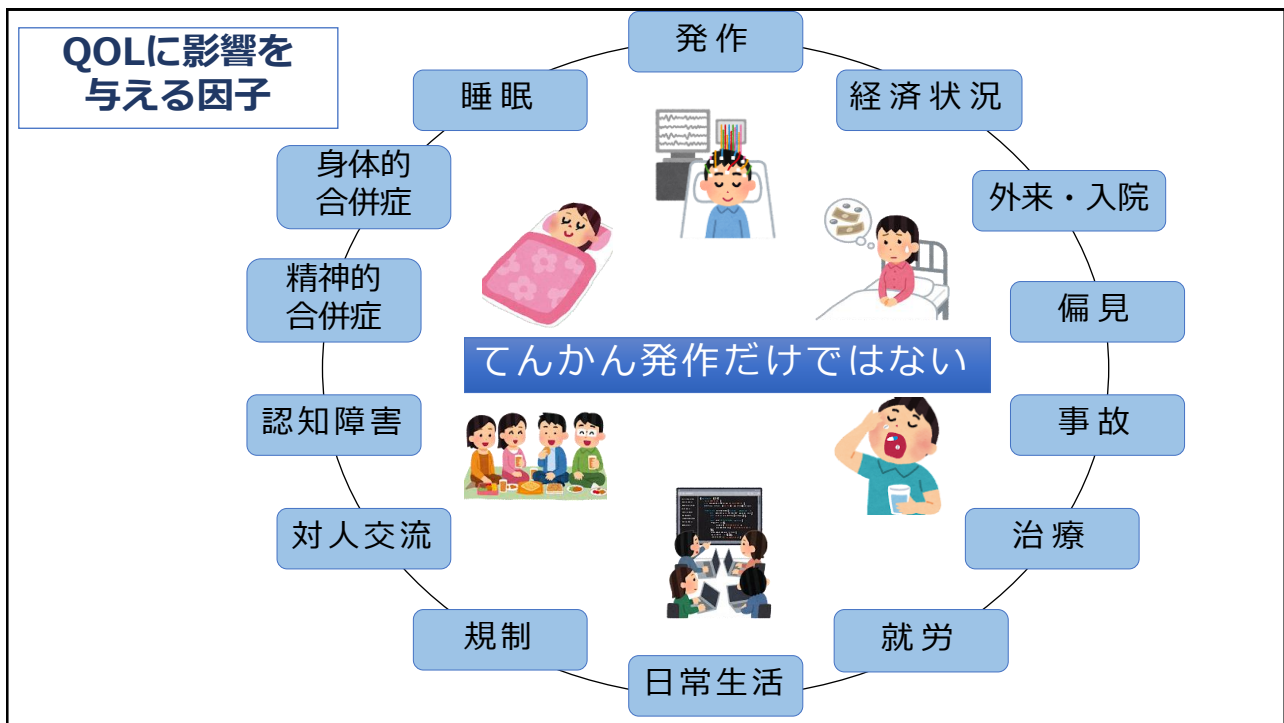 QOLに影響を
与える因子
発作
経済状況
外来・入院
偏見
事故
治療
就労
日常生活
規制
対人交流
認知障害
精神的
合併症
身体的
合併症
睡眠
てんかん発作だけではない